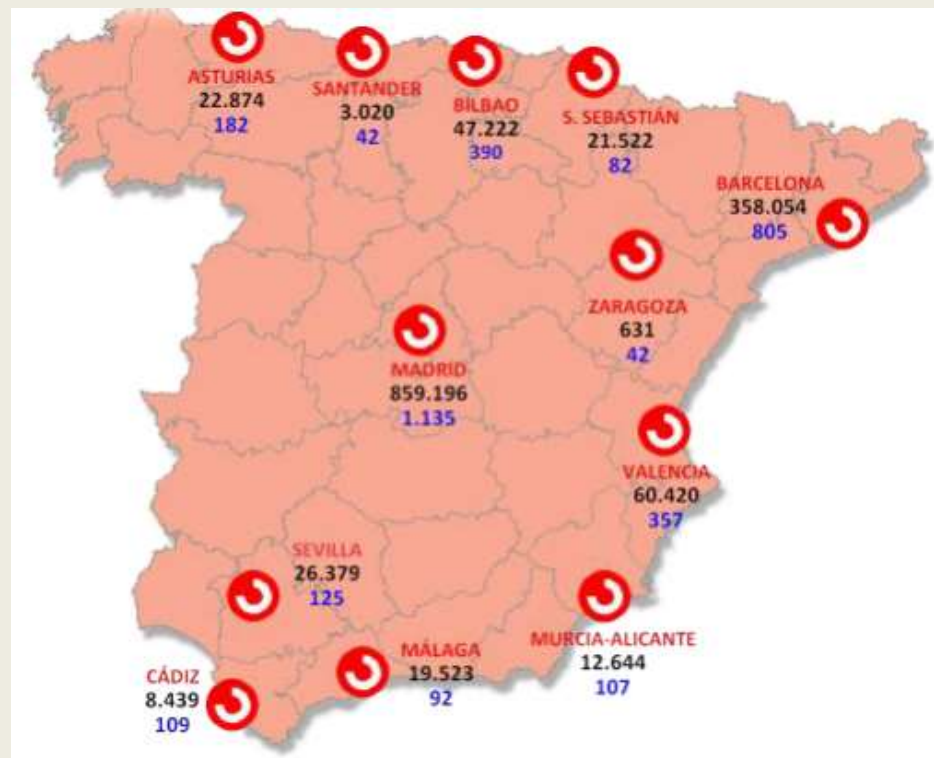 ASTURIAS
22.874
182
SANTANDER
3.020
42
BÍLBAO
47.222
390
S. SEBASTIÁN
21.522
82
BARCELONA
358.054
805
ZARAGOZA
631
42
MADRID
859.196
1.135
VALENCIA
60.420
357
SEVILLA
26.379
125
MURCIA-ALICANTE
12.644
107
MÁLAGA
19.523
92
CÁDIZ
8.439
109